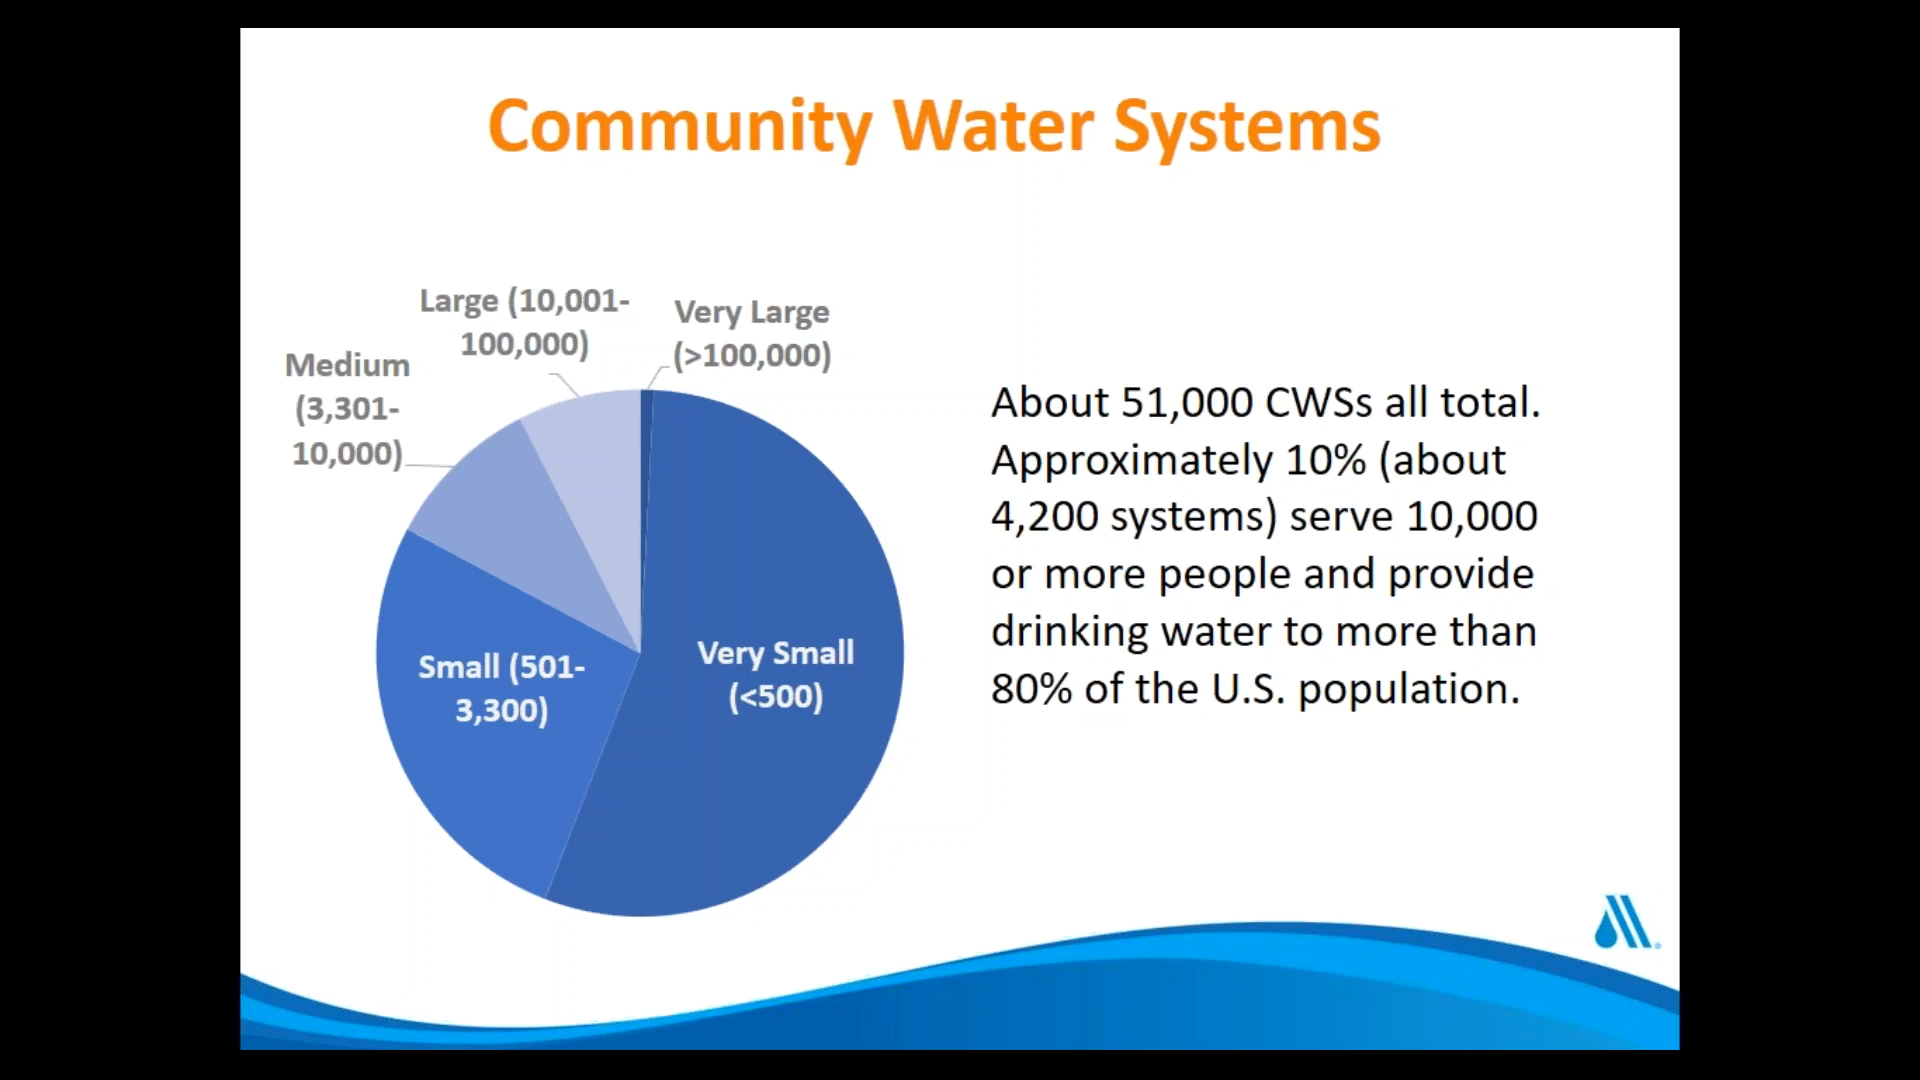 Community Water Systems
Large (10,001-
100,000)
Very Large
(>100,000)
Medium
(3,301-
10,000)
Small (501-
3,300)
Very Small
(<500)
About 51,000 CWSs all total.
Approximately 10% (about
4,200 systems) serve 10,000
or more people and provide
drinking water to more than
80% of the U.S. population.